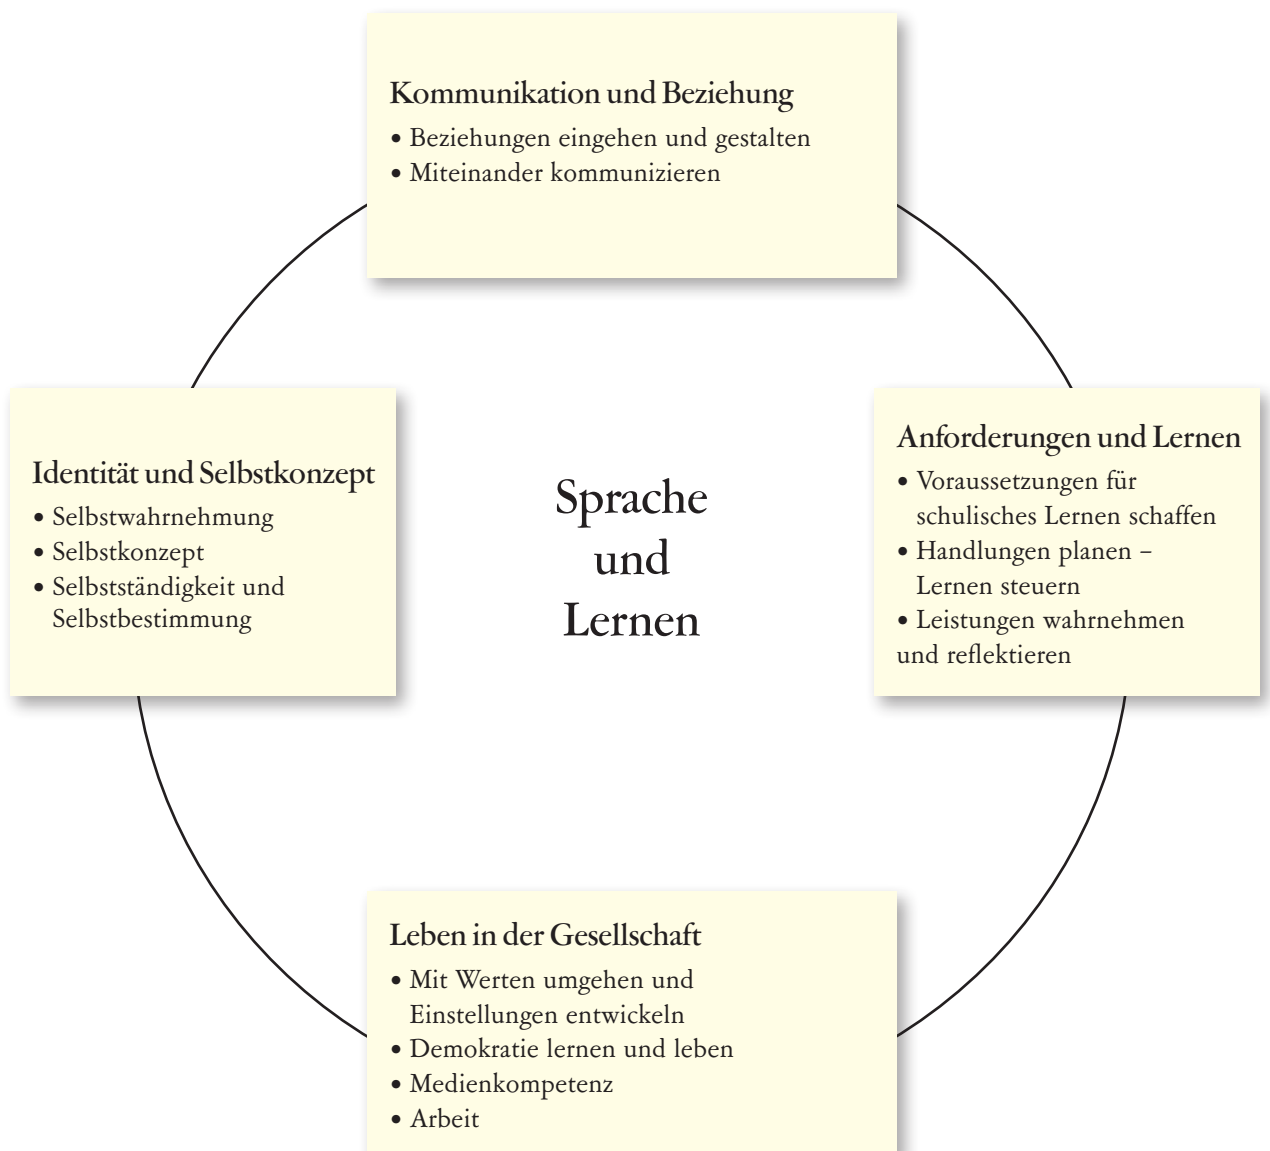 Kommunikation und Beziehung
• Beziehungen eingehen und gestalten
• Miteinander kommunizieren
Identität und Selbstkonzept
• Selbstwahrnehmung
• Selbstkonzept
• Selbstständigkeit und
Selbstbestimmung
Sprache
und
Lernen
Anforderungen und Lernen
• Voraussetzungen für
schulisches Lernen schaffen
• Handlungen planen –
Lernen steuern
• Leistungen wahrnehmen
und reflektieren
Leben in der Gesellschaft
• Mit Werten umgehen und
Einstellungen entwickeln
• Demokratie lernen und leben
• Medienkompetenz
• Arbeit